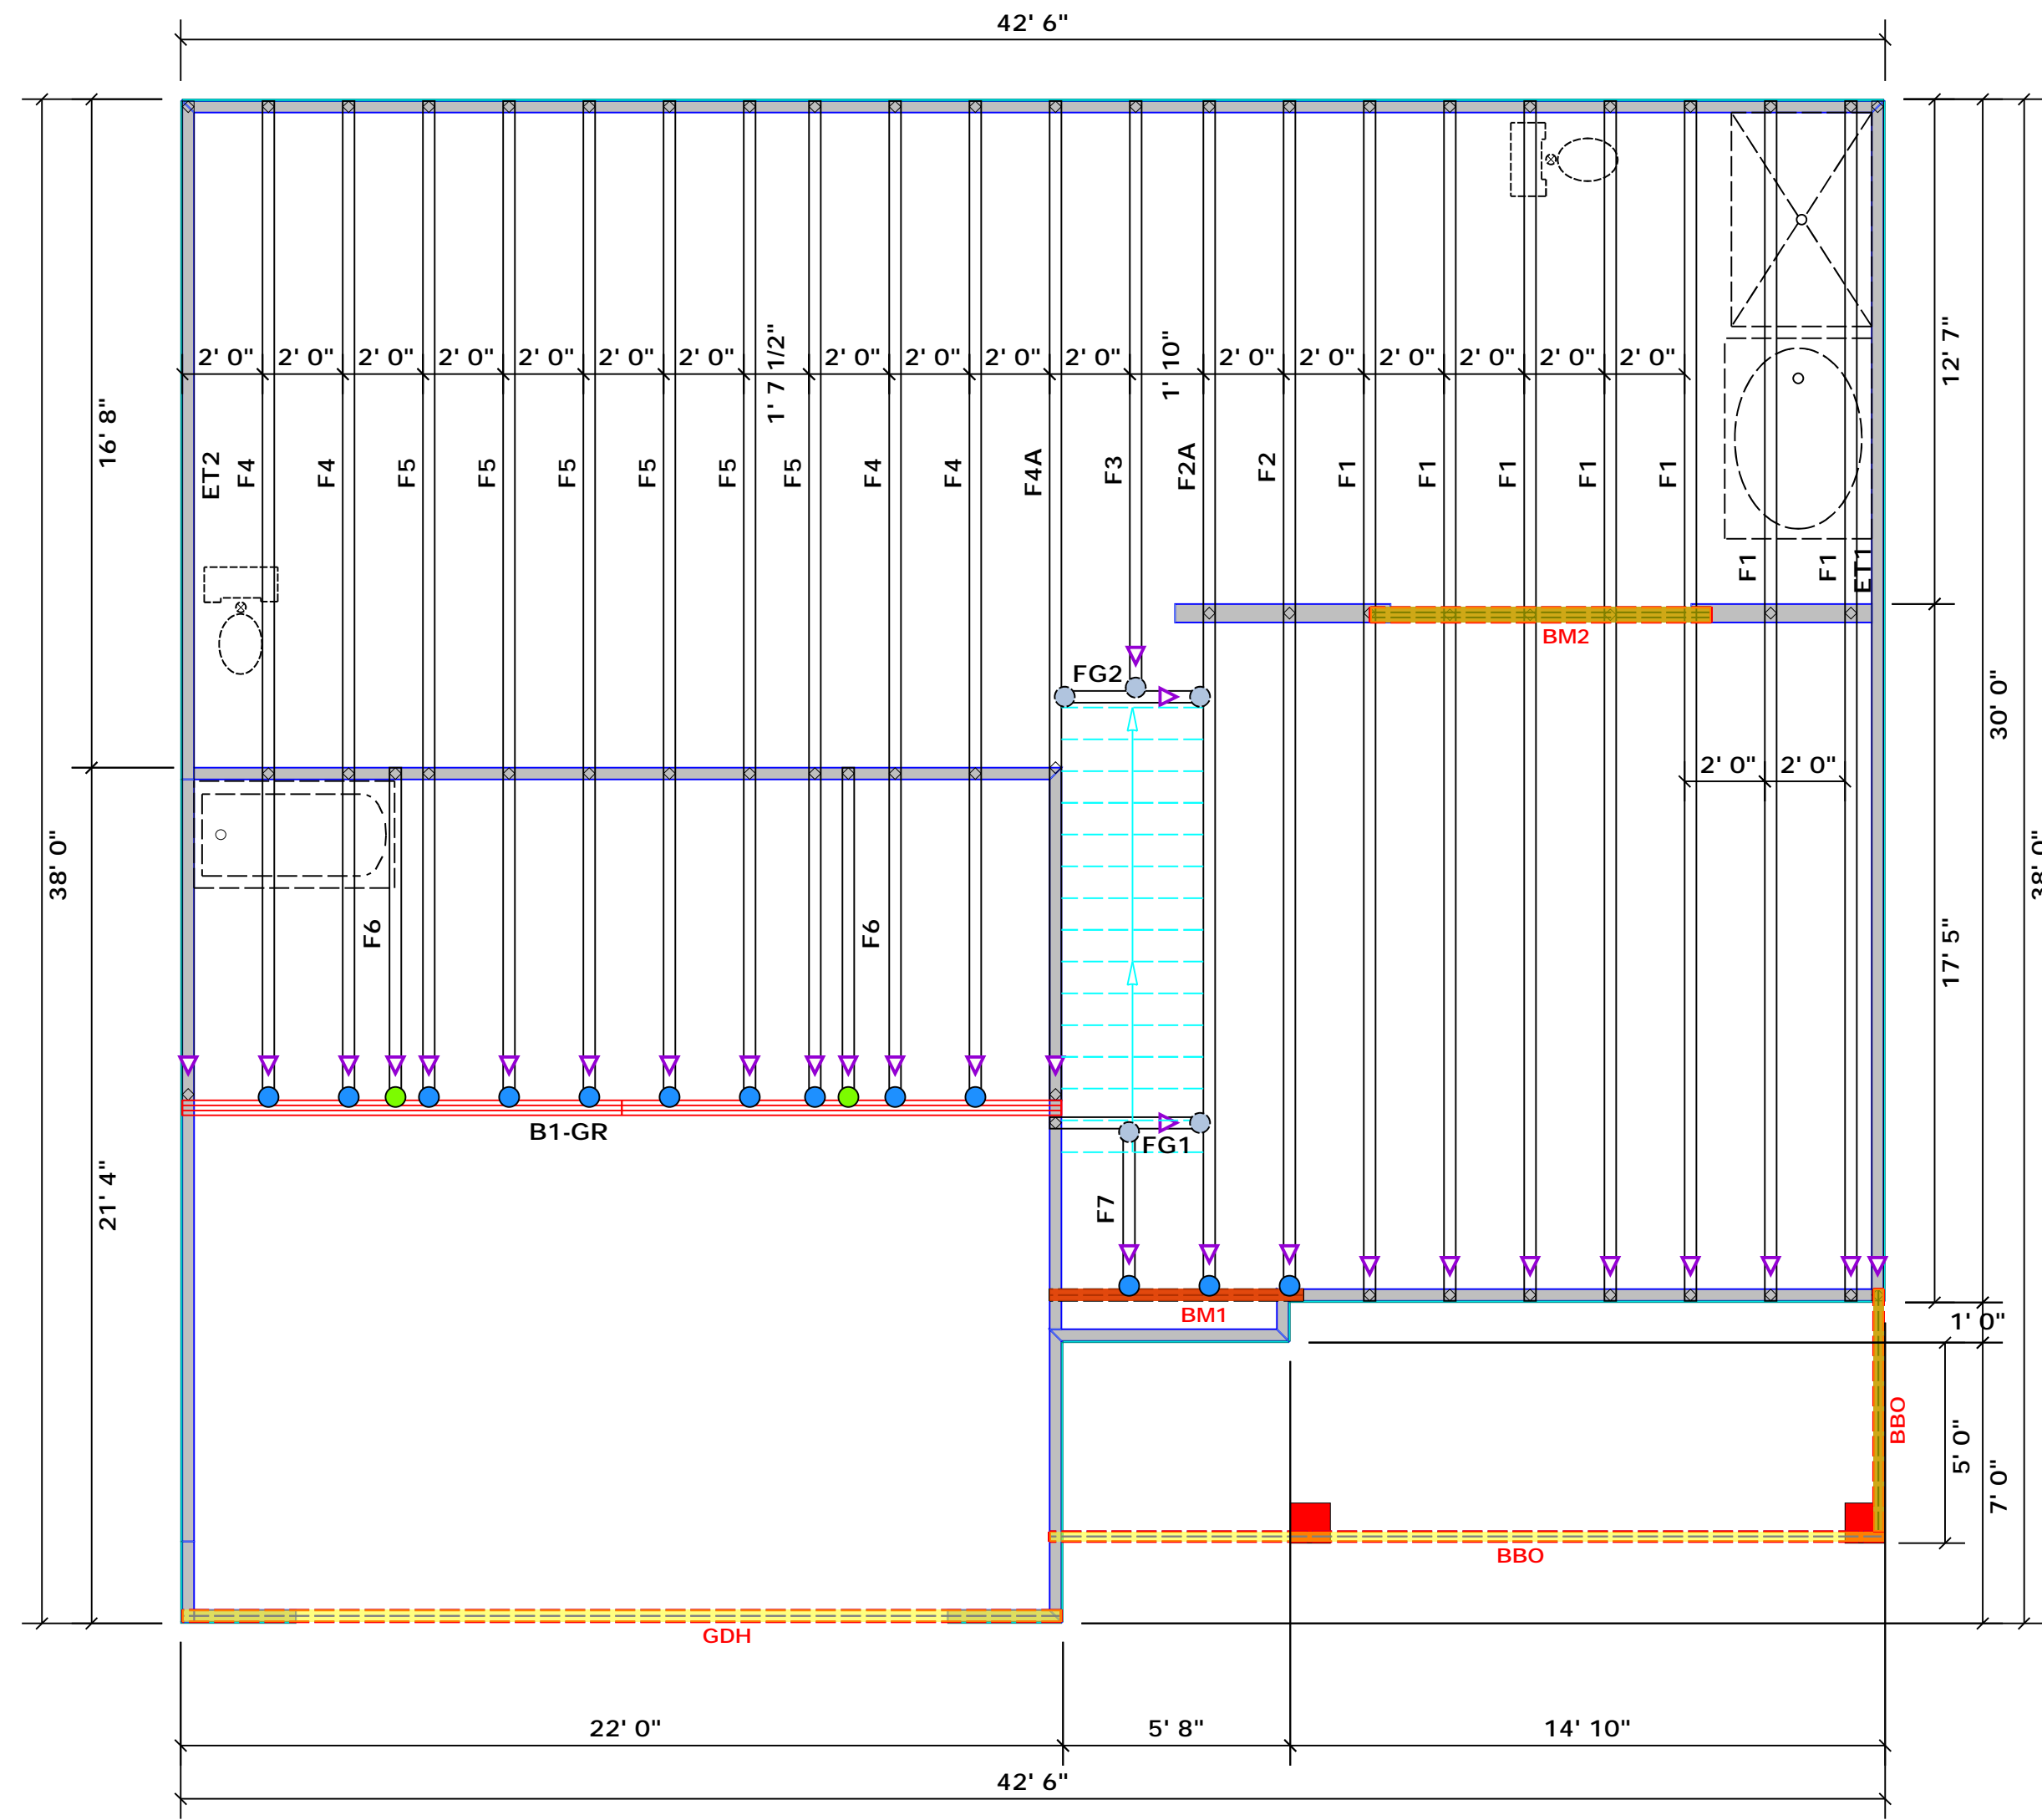 42' 6"
2' 0" 2' 0" 2' 0" 2' 0" 2' 0" 2' 0" 2' 0" 1' 7 1/2" 2' 0" 2' 0" 2' 0" 2' 0" 1' 10" 2' 0" 2' 0" 2' 0" 2' 0" 2' 0" 2' 0"
12' 7"
16' 8"
ET2 F4 F4 F5 F5 F5 F5 F5 F5 F4 F4 F4A F3 F2A F2 F1 F1 F1 F1 F1
F1 F1 ET1
BM2
FG2
30' 0"
2' 0" 2' 0"
38' 0"
38' 0"
F6 F6
17' 5"
B1-GR
FG1
21' 4"
F7
BM1
1' 0"
BBO
5' 0"
7' 0"
BBO
GDH
22' 0" 5' 8" 14' 10"
42' 6"